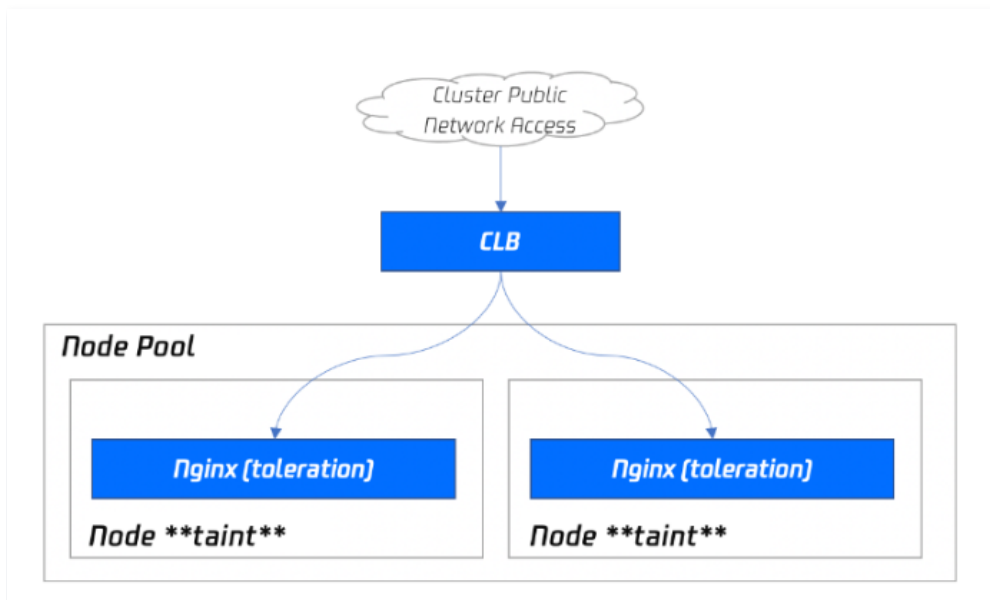 Cluster Public
Network Access
CLB
Node Pool
Nginx (toleration)
Nginx (toleration)
Node **taint**
Node **taint**